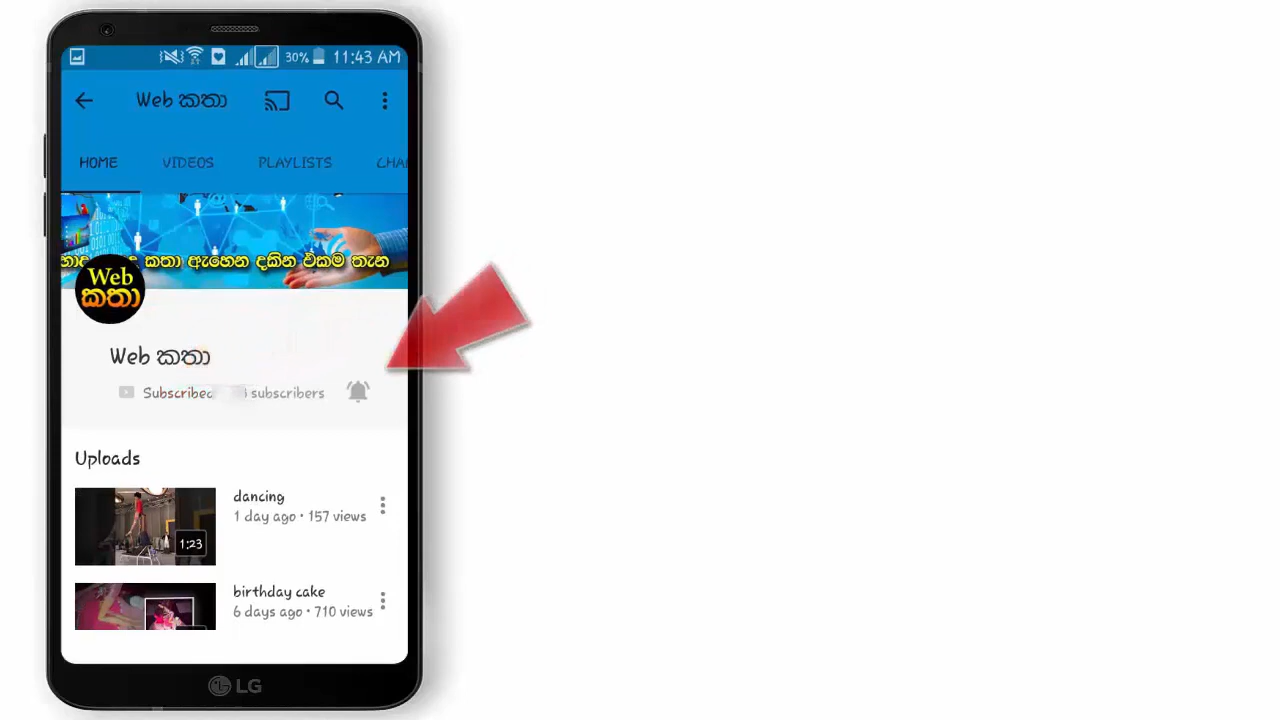 30% 11:43 AM
Web කතා
HOME VIDEOS PLAYLISTS
කතා ඇහෙන දකින එකම තැන
Web
කතා
Web කතා
Subscribed subscribers
Uploads
dancing
1 day ago • 157 views
1:23
birthday cake
6 days ago • 710 views
LG